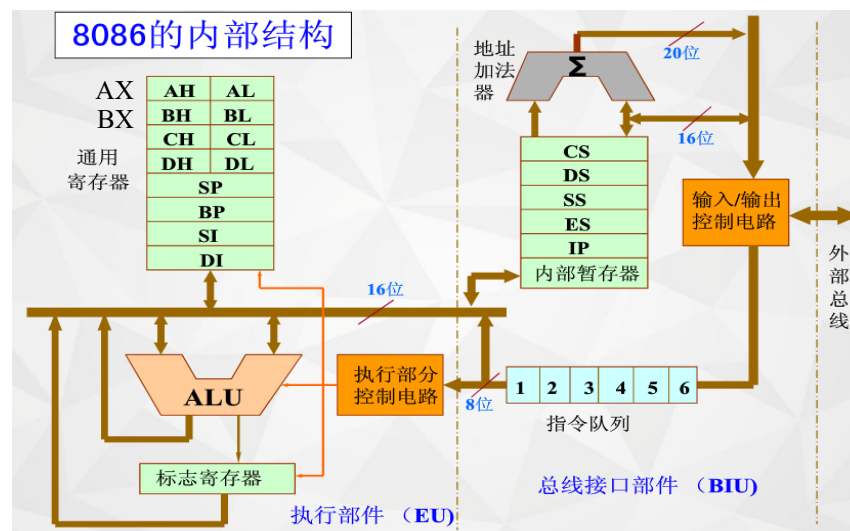 8086的内部结构
AX
BX
通用
寄存器
AH AL
BH BL
CH CL
DH DL
SP
BP
SI
DI
16位
ALU
标志寄存器
执行部分
控制电路
执行部件 (EU)
地址
加法
器
Σ
20位
16位
CS
DS
SS
ES
IP
内部暂存器
输入/输出
控制电路
外
部
总
线
8位
1 2 3 4 5 6
指令队列
总线接口部件 (BIU)